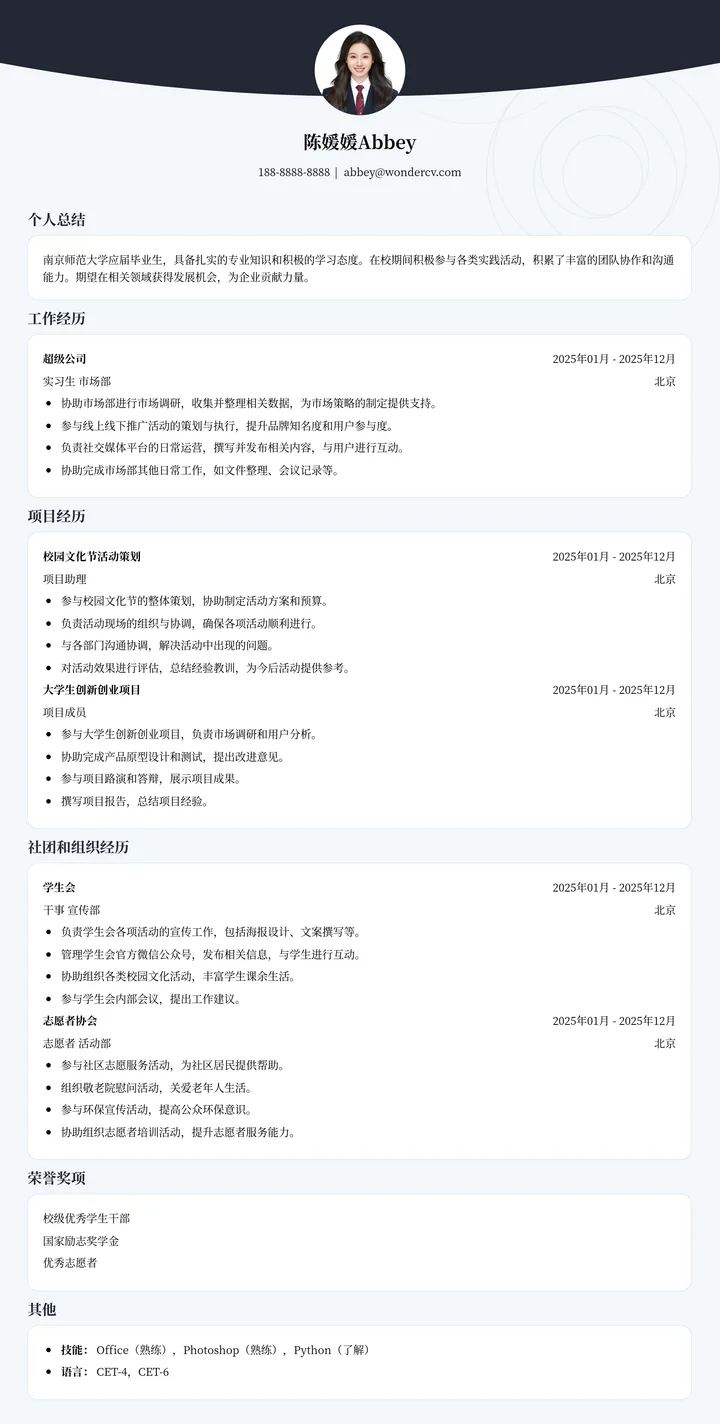 陈媛媛Abbey
188-8888-8888 | abbey@wondercv.com
个人总结
南京师范大学应届毕业生，具备扎实的专业知识和积极的学习态度。在校期间积极参与各类实践活动，积累了丰富的团队协作和沟通
能力。期望在相关领域获得发展机会，为企业贡献力量。
工作经历
超级公司 2025年01月 - 2025年12月
实习生 市场部 北京
• 协助市场部进行市场调研，收集并整理相关数据，为市场策略的制定提供支持。
• 参与线上线下推广活动的策划与执行，提升品牌知名度和用户参与度。
• 负责社交媒体平台的日常运营，撰写并发布相关内容，与用户进行互动。
• 协助完成市场部其他日常工作，如文件整理、会议记录等。
项目经历
校园文化节活动策划 2025年01月 - 2025年12月
项目助理 北京
• 参与校园文化节的整体策划，协助制定活动方案和预算。
• 负责活动现场的组织与协调，确保各项活动顺利进行。
• 与各部门沟通协调，解决活动中出现的问题。
• 对活动效果进行评估，总结经验教训，为今后活动提供参考。
大学生创新创业项目 2025年01月 - 2025年12月
项目成员 北京
• 参与大学生创新创业项目，负责市场调研和用户分析。
• 协助完成产品原型设计和测试，提出改进意见。
• 参与项目路演和答辩，展示项目成果。
• 撰写项目报告，总结项目经验。
社团和组织经历
学生会 2025年01月 - 2025年12月
干事 宣传部 北京
• 负责学生会各项活动的宣传工作，包括海报设计、文案撰写等。
• 管理学生会官方微信公众号，发布相关信息，与学生进行互动。
• 协助组织各类校园文化活动，丰富学生课余生活。
• 参与学生会内部会议，提出工作建议。
志愿者协会 2025年01月 - 2025年12月
志愿者 活动部 北京
• 参与社区志愿服务活动，为社区居民提供帮助。
• 组织敬老院慰问活动，关爱老年人生活。
• 参与环保宣传活动，提高公众环保意识。
• 协助组织志愿者培训活动，提升志愿者服务能力。
荣誉奖项
校级优秀学生干部
国家励志奖学金
优秀志愿者
其他
• 技能： Office（熟练），Photoshop（熟练），Python（了解）
• 语言： CET-4，CET-6